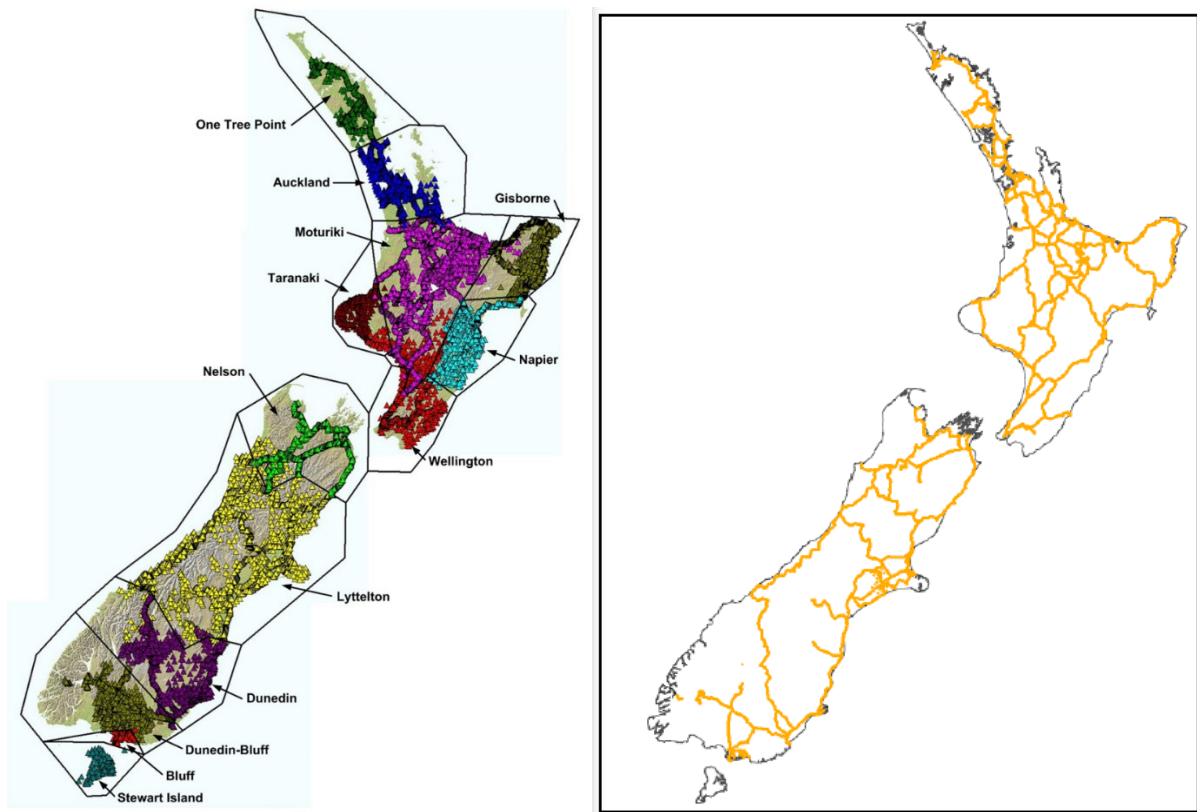 One Tree Point
Auckland
Gisborne
Moturiki
Taranaki
Napier
Nelson
Wellington
Lyttelton
Dunedin
Dunedin-Bluff
Bluff
Stewart Island